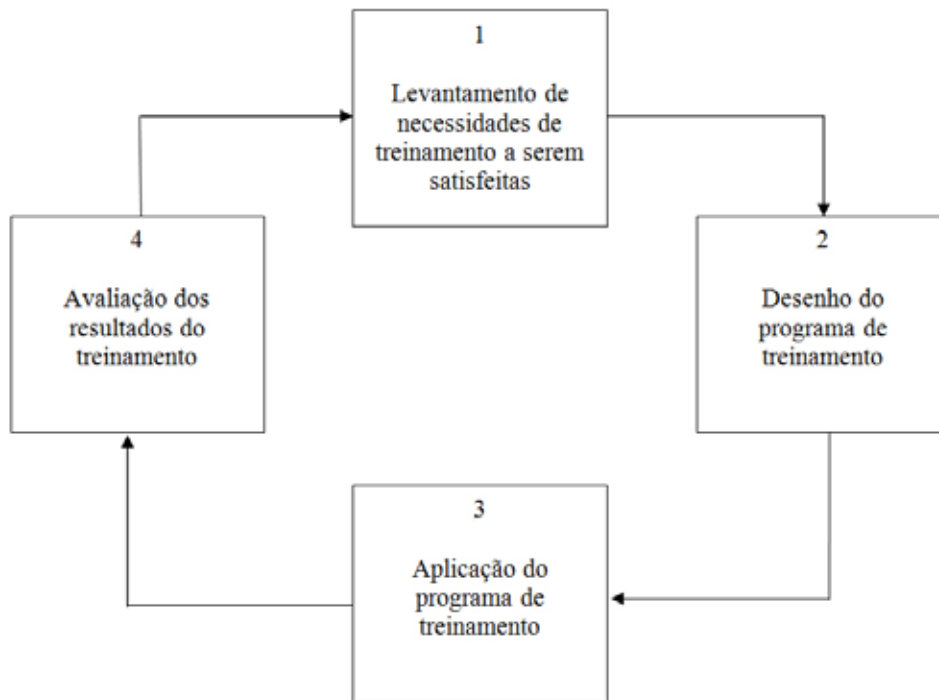 1
Levantamento de
necessidades de
treinamento a serem
satisfeitas
2
Desenho do
programa de
treinamento
3
Aplicação do
programa de
treinamento
4
Avaliação dos
resultados do
treinamento